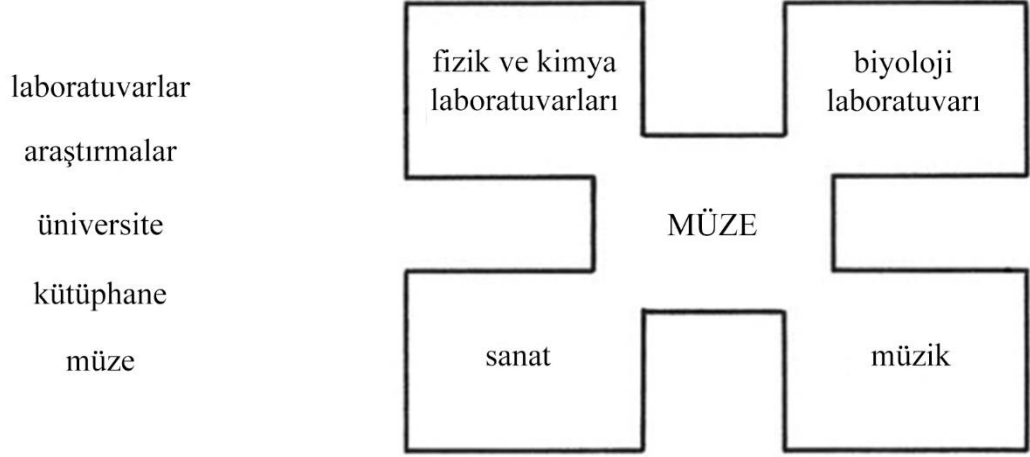 laboratuvarlar
araştırmalar
üniversite
kütüphane
müze
fizik ve kimya
laboratuvarları
biyoloji
laboratuvarı
MÜZE
sanat
müzik